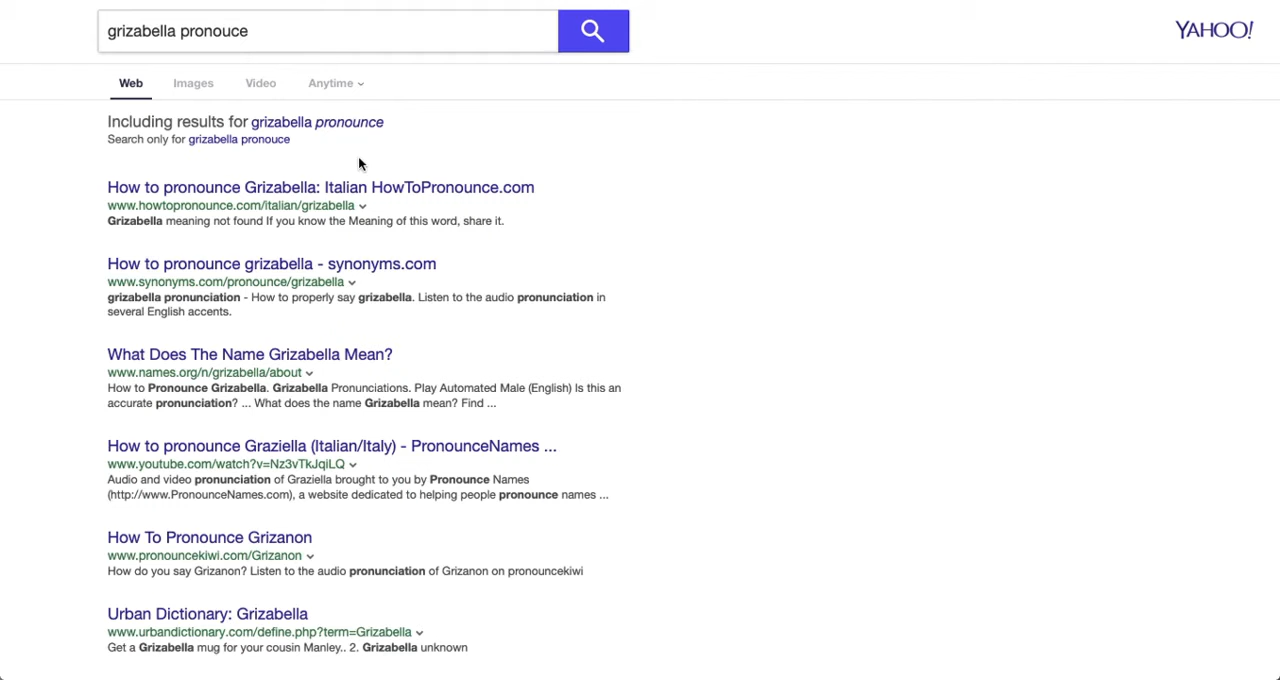 grizabella pronouce
YAHOO!
Web Images Video Anytime
Including results for grizabella pronounce
Search only for grizabella pronouce
How to pronounce Grizabella: Italian HowToPronounce.com
www.howtopronounce.com/italian/grizabella
Grizabella meaning not found If you know the Meaning of this word, share it.
How to pronounce grizabella - synonyms.com
www.synonyms.com/pronounce/grizabella
grizabella pronunciation - How to properly say grizabella. Listen to the audio pronunciation in
several English accents.
What Does The Name Grizabella Mean?
www.names.org/n/grizabella/about
How to Pronounce Grizabella. Grizabella Pronunciations. Play Automated Male (English) Is this an
accurate pronunciation? ... What does the name Grizabella mean? Find ...
How to pronounce Graziella (Italian/Italy) - PronounceNames ...
www.youtube.com/watch?v=Nz3vTkJqiLQ
Audio and video pronunciation of Graziella brought to you by Pronounce Names
(http://www.PronounceNames.com), a website dedicated to helping people pronounce names ...
How To Pronounce Grizanon
www.pronouncekiwi.com/Grizanon
How do you say Grizanon? Listen to the audio pronunciation of Grizanon on pronouncekiwi
Urban Dictionary: Grizabella
www.urbandictionary.com/define.php?term=Grizabella
Get a Grizabella mug for your cousin Manley.. 2. Grizabella unknown